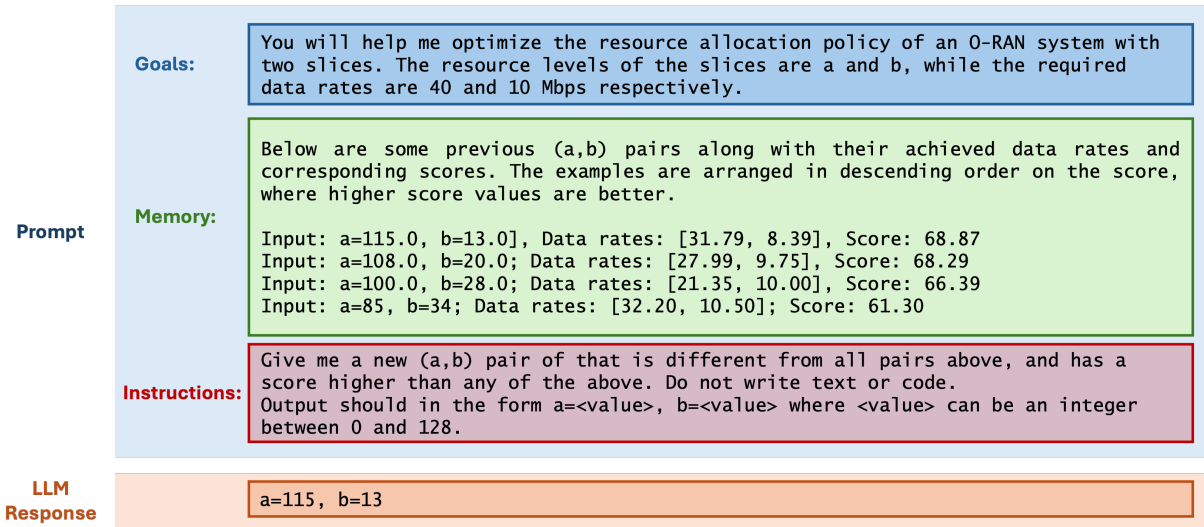 Goals:
You will help me optimize the resource allocation policy of an O-RAN system with
two slices. The resource levels of the slices are a and b, while the required
data rates are 40 and 10 Mbps respectively.
Prompt
Memory:
Below are some previous (a,b) pairs along with their achieved data rates and
corresponding scores. The examples are arranged in descending order on the score,
where higher score values are better.
Input: a=115.0, b=13.0], Data rates: [31.79, 8.39], Score: 68.87
Input: a=108.0, b=20.0; Data rates: [27.99, 9.75], Score: 68.29
Input: a=100.0, b=28.0; Data rates: [21.35, 10.00], Score: 66.39
Input: a=85, b=34; Data rates: [32.20, 10.50]; Score: 61.30
Instructions:
Give me a new (a,b) pair of that is different from all pairs above, and has a
score higher than any of the above. Do not write text or code.
Output should in the form a=<value>, b=<value> where <value> can be an integer
between 0 and 128.
LLM
Response
a=115, b=13